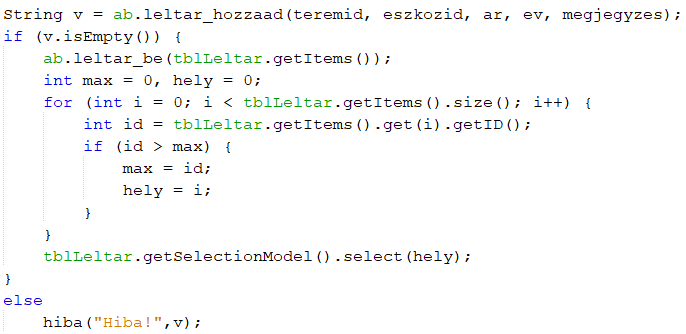 String v = ab.leltar_hozzaad(teremid, eszkozid, ar, ev, megjegyzes);
if (v.isEmpty()) {
    ab.leltar_be(tblLeltar.getItems());
    int max = 0, hely = 0;
    for (int i = 0; i < tblLeltar.getItems().size(); i++) {
        int id = tblLeltar.getItems().get(i).getID();
        if (id > max) {
            max = id;
            hely = i;
        }
    }
    tblLeltar.getSelectionModel().select(hely);
}
else
    hiba("Hiba!",v);